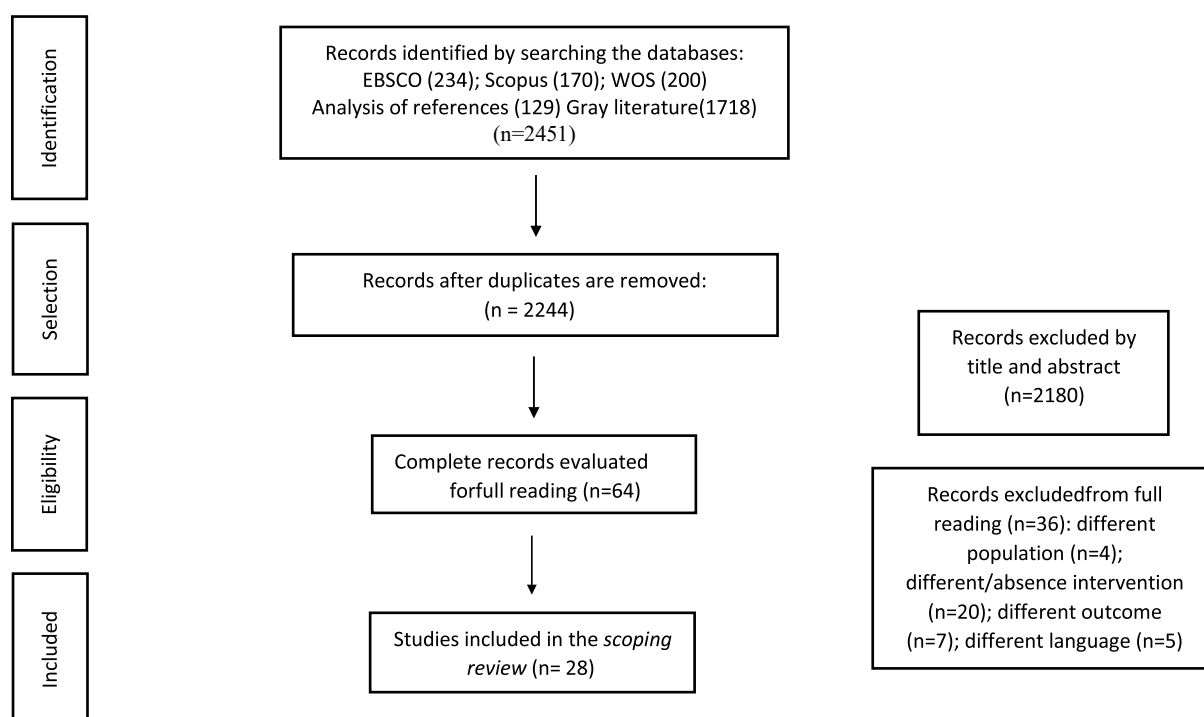 Identification
Records identified by searching the databases:
EBSCO (234); Scopus (170); WOS (200)
Analysis of references (129) Gray literature(1718)
(n=2451)
Selection
Records after duplicates are removed:
(n = 2244)
Records excluded by
title and abstract
(n=2180)
Eligibility
Complete records evaluated
forfull reading (n=64)
Records excludedfrom full
reading (n=36): different
population (n=4);
different/absence intervention
(n=20); different outcome
(n=7); different language (n=5)
Included
Studies included in the scoping
review (n= 28)